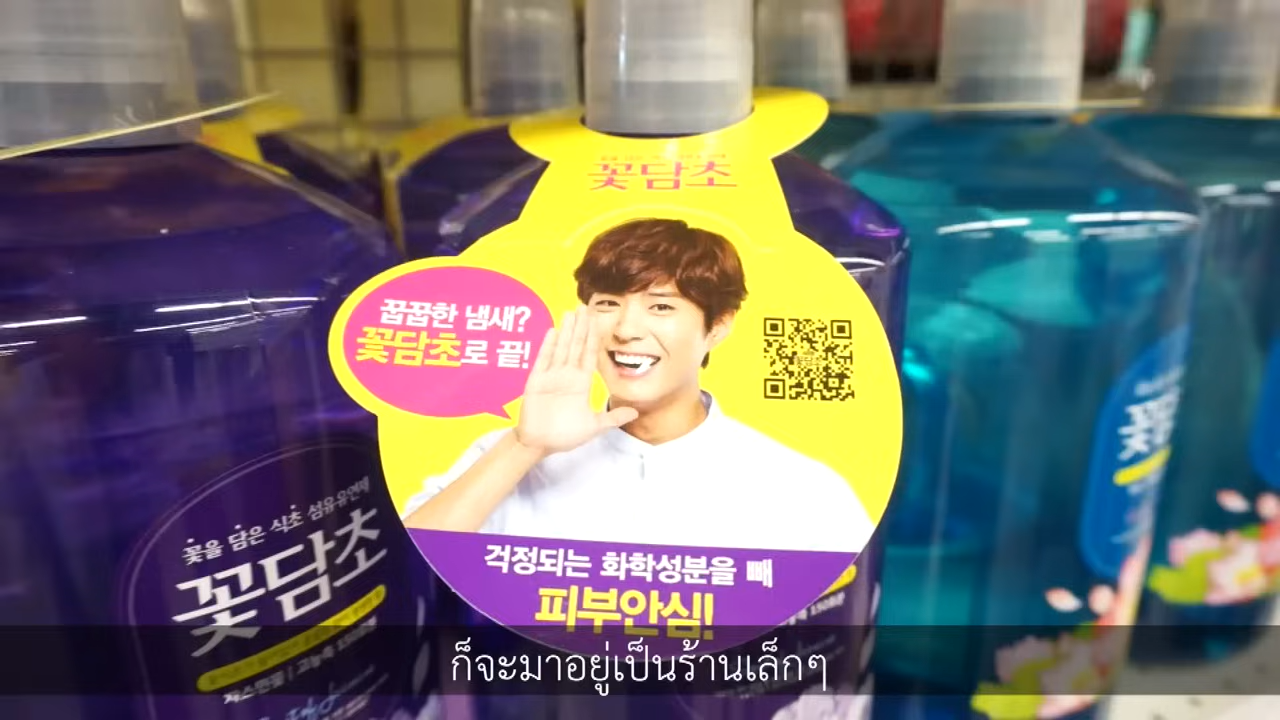 꽃담초
꿉꿉한 냄새?
꽃담초로 끝!
걱정되는 화학성분을 빼
피부안심!
꽃을 담은 식초 섬유유연제
꽃담초
꽃
ก็จะมาอยู่เป็นร้านเล็กๆ